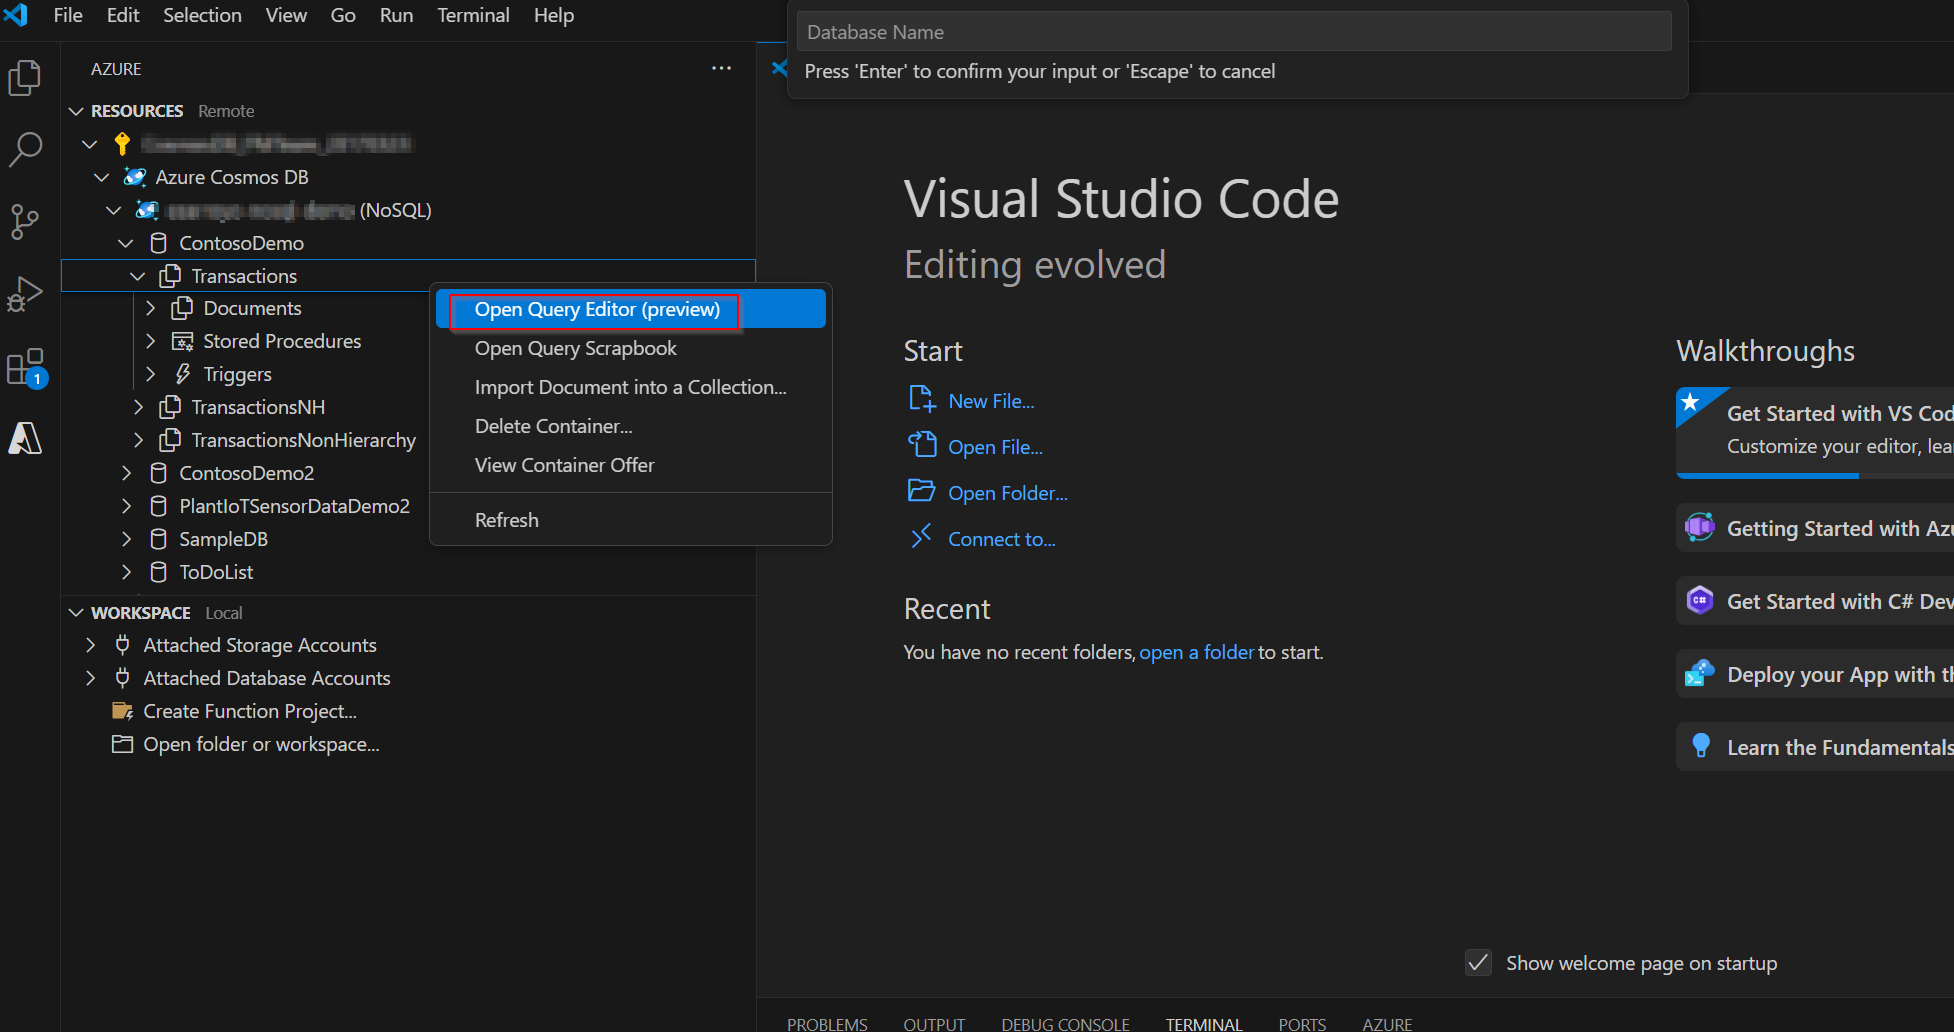 File Edit Selection View Go Run Terminal Help
Database Name
Press 'Enter' to confirm your input or 'Escape' to cancel
AZURE
RESOURCES Remote
Azure Cosmos DB
(NoSQL)
ContosoDemo
Transactions
Documents
Stored Procedures
Triggers
TransactionsNH
TransactionsNonHierarchy
ContosoDemo2
PlantIoTSensorDataDemo2
SampleDB
ToDoList
1
WORKSPACE Local
Attached Storage Accounts
Attached Database Accounts
Create Function Project...
Open folder or workspace...
Open Query Editor (preview)
Open Query Scrapbook
Import Document into a Collection...
Delete Container...
View Container Offer
Refresh
Visual Studio Code
Editing evolved
Start
New File...
Open File...
Open Folder...
Connect to...
Recent
You have no recent folders, open a folder to start.
Walkthroughs
Get Started with VS Cod
Customize your editor, lea
Getting Started with Azu
C#
Get Started with C# Dev
Deploy your App with th
Learn the Fundamentals
Show welcome page on startup
PROBLEMS OUTPUT DEBUG CONSOLE TERMINAL PORTS AZURE